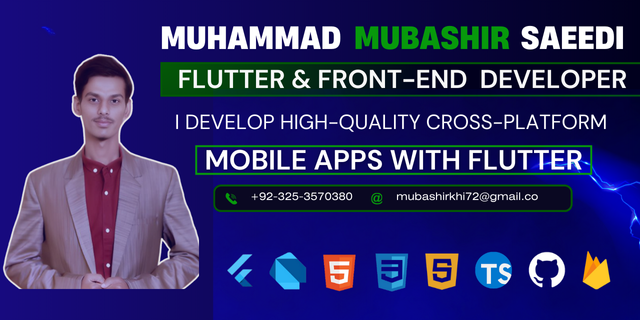 MUHAMMAD MUBASHIR SAEEDI
FLUTTER & FRONT-END DEVELOPER
I DEVELOP HIGH-QUALITY CROSS-PLATFORM
MOBILE APPS WITH FLUTTER
+92-325-3570380 @ mubashirkhi72@gmail.co
5 3 5 TS